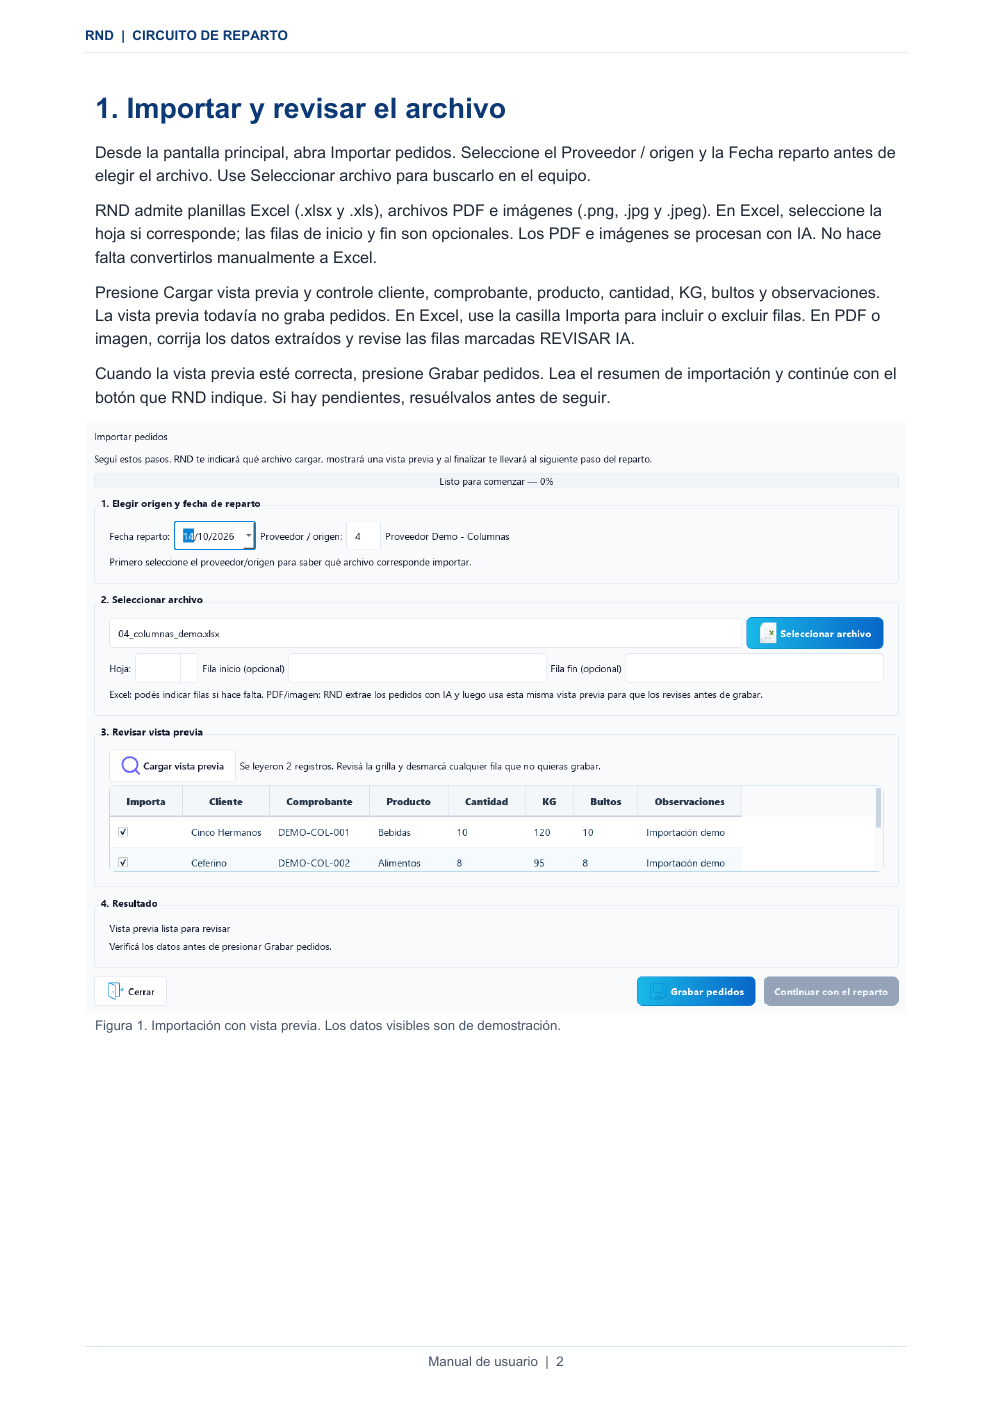 RND | CIRCUITO DE REPARTO
1. Importar y revisar el archivo
Desde la pantalla principal, abra Importar pedidos. Seleccione el Proveedor / origen y la Fecha reparto antes de
elegir el archivo. Use Seleccionar archivo para buscarlo en el equipo.
RND admite planillas Excel (.xlsx y .xls), archivos PDF e imágenes (.png, .jpg y .jpeg). En Excel, seleccione la
hoja si corresponde; las filas de inicio y fin son opcionales. Los PDF e imágenes se procesan con IA. No hace
falta convertirlos manualmente a Excel.
Presione Cargar vista previa y controle cliente, comprobante, producto, cantidad, KG, bultos y observaciones.
La vista previa todavía no graba pedidos. En Excel, use la casilla Importa para incluir o excluir filas. En PDF o
imagen, corrija los datos extraídos y revise las filas marcadas REVISAR IA.
Cuando la vista previa esté correcta, presione Grabar pedidos. Lea el resumen de importación y continúe con el
botón que RND indique. Si hay pendientes, resuélvalos antes de seguir.
Importar pedidos
Seguí estos pasos. RND te indicará qué archivo cargar, mostrará una vista previa y al finalizar te llevará al siguiente paso del reparto.
Listo para comenzar — 0%
1. Elegir origen y fecha de reparto
Fecha reparto: 14/10/2026 Proveedor / origen: 4 Proveedor Demo - Columnas
Primero seleccione el proveedor/origen para saber qué archivo corresponde importar.
2. Seleccionar archivo
04_columnas_demo.xlsx Seleccionar archivo
Hoja: Fila inicio (opcional) Fila fin (opcional)
Excel: podés indicar filas si hace falta. PDF/imagen: RND extrae los pedidos con IA y luego usa esta misma vista previa para que los revises antes de grabar.
3. Revisar vista previa
Cargar vista previa Se leyeron 2 registros. Revisá la grilla y desmarcá cualquier fila que no quieras grabar.
Importa Cliente Comprobante Producto Cantidad KG Bultos Observaciones
Cinco Hermanos DEMO-COL-001 Bebidas 10 120 10 Importación demo
Ceferino DEMO-COL-002 Alimentos 8 95 8 Importación demo
4. Resultado
Vista previa lista para revisar
Verificá los datos antes de presionar Grabar pedidos.
Cerrar Grabar pedidos Continuar con el reparto
Figura 1. Importación con vista previa. Los datos visibles son de demostración.
Manual de usuario | 2